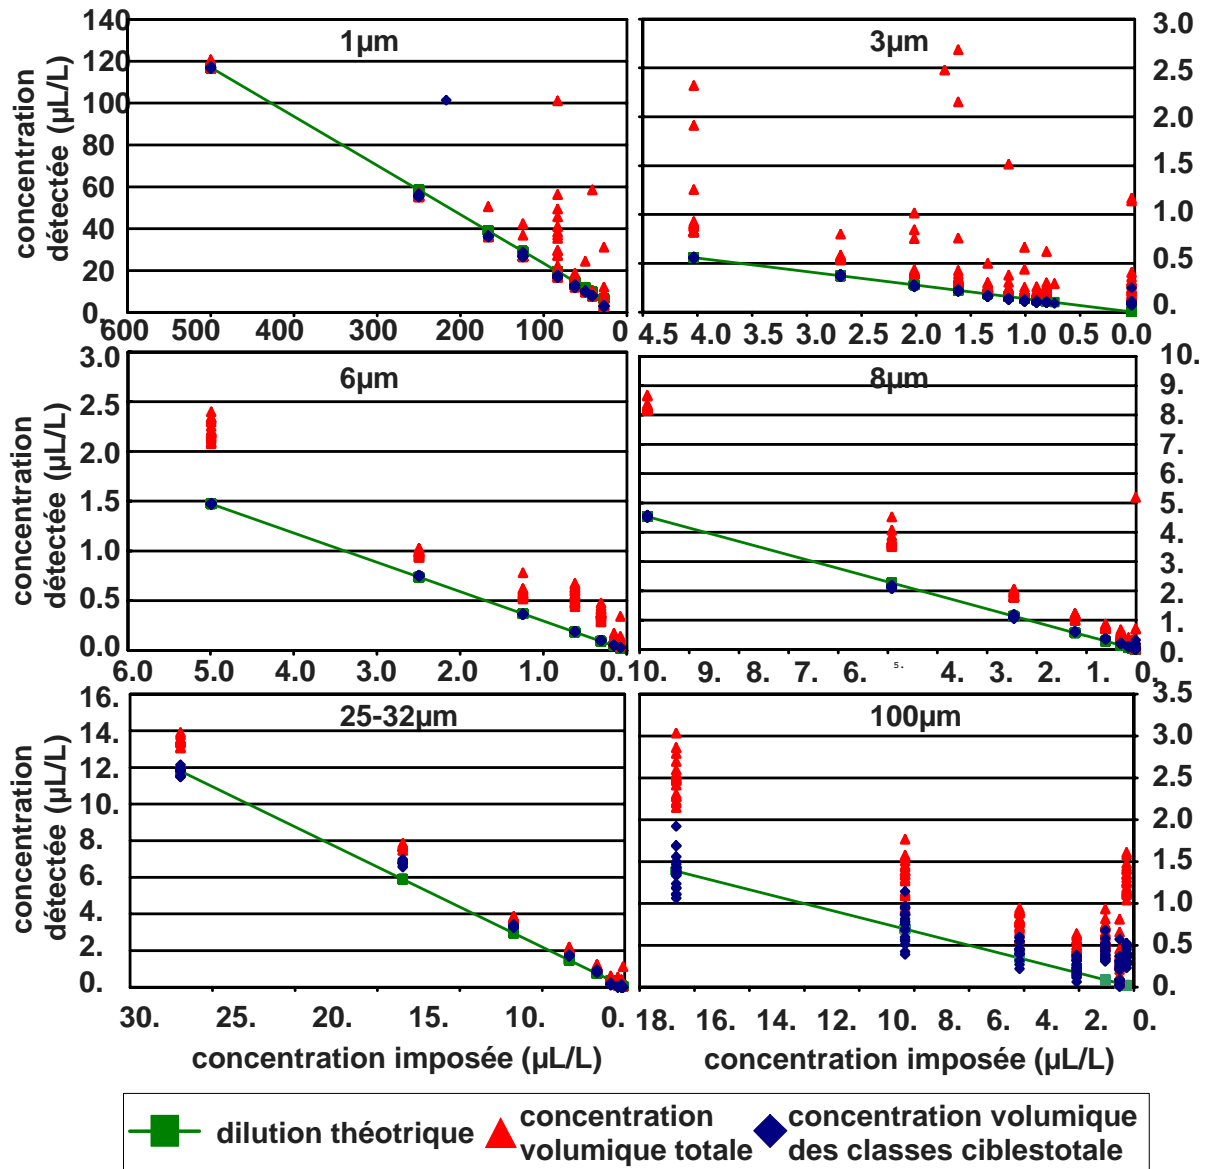 140
120
100
80
60
40
20
0.
600 500 400 300 200 100 0
1µm
concentration
détectée (µL/L)
3µm
3.0
2.5
2.0
1.5
1.0
0.5
0.
4.5 4.0 3.5 3.0 2.5 2.0 1.5 1.0 0.5 0.0
6µm
3.0
2.5
2.0
1.5
1.0
0.5
0.0
6.0 5.0 4.0 3.0 2.0 1.0 0.
concentration
détectée (µL/L)
8µm
10.
9.
8.
7.
6.
5.
4.
3.
2.
1.
0.
10. 9. 8. 7. 6. 5. 4. 3. 2. 1. 0.
25-32µm
16.
14.
12.
10.
8.
6.
4.
2.
0.
30. 25. 20. 15. 10. 0.
concentration
détectée (µL/L)
concentration imposée (µL/L)
100µm
3.5
3.0
2.5
2.0
1.5
1.0
0.5
0.
18. 16. 14. 12. 10. 8. 6. 4. 2. 0.
concentration imposée (µL/L)
dilution théotrique
concentration
volumique totale
concentration volumique
des classes ciblestotale